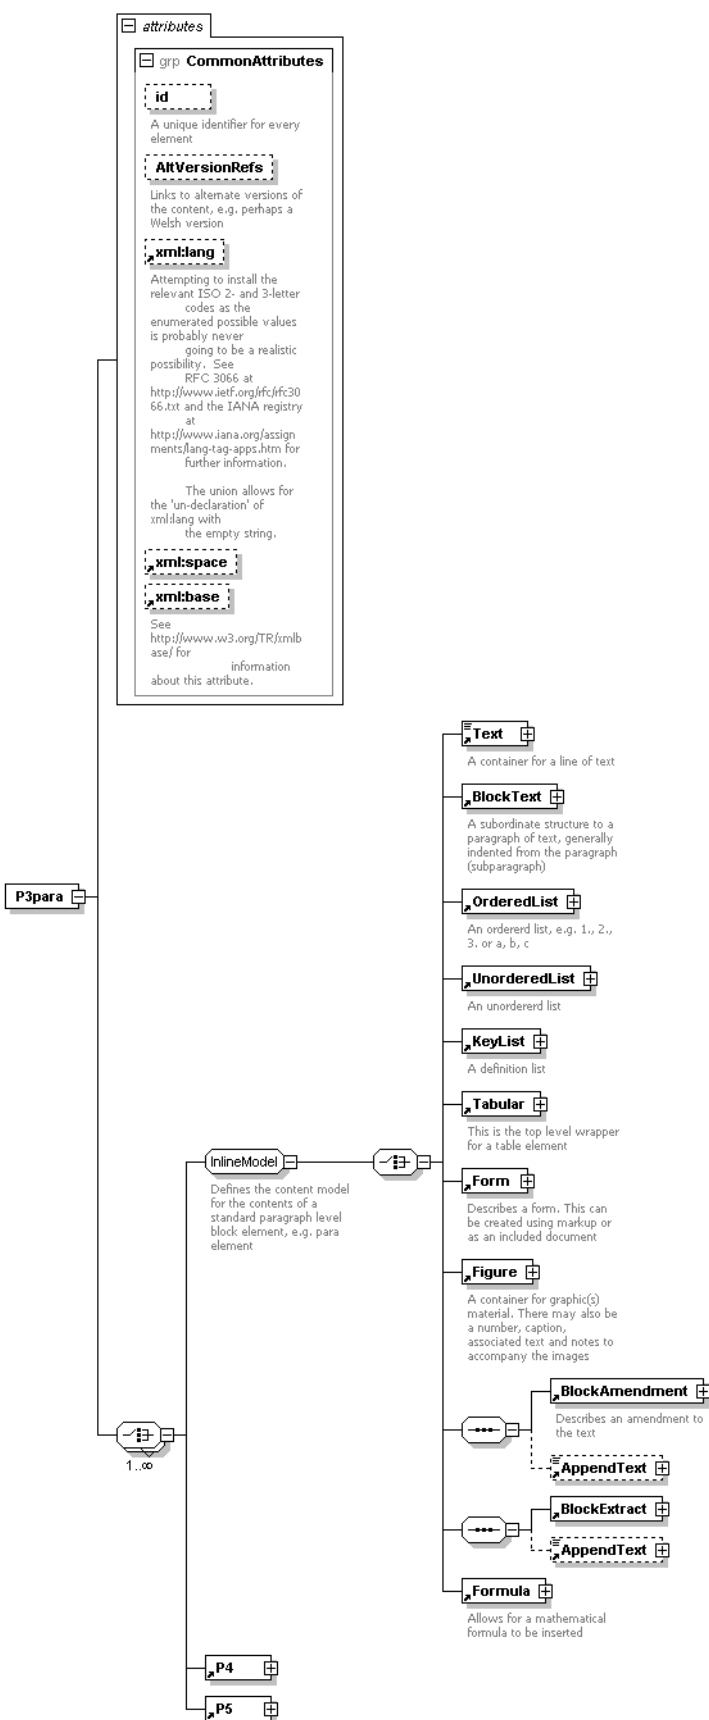 attributes
grp CommonAttributes
id
A unique identifier for every
element
AltVersionRefs
Links to alternate versions of
the content, e.g. perhaps a
Welsh version
xml:lang
Attempting to install the
relevant ISO 2- and 3-letter
codes as the
enumerated possible values
is probably never
going to be a realistic
possibility. See
RFC 3066 at
http://www.ietf.org/rfc/rfc30
66.txt and the IANA registry
at
http://www.iana.org/assign
ments/lang-tag-apps.htm for
further information.
The union allows for
the 'un-declaration' of
xml:lang with
the empty string.
xml:space
xml:base
See
http://www.w3.org/TR/xmlb
ase/ for
information
about this attribute.
Text
A container for a line of text
BlockText
A subordinate structure to a
paragraph of text, generally
indented from the paragraph
(subparagraph)
P3para
OrderedList
An ordererd list, e.g. 1., 2.,
3. or a, b, c
UnorderedList
An unordererd list
KeyList
A definition list
Tabular
This is the top level wrapper
for a table element
InlineModel
Defines the content model
for the contents of a
standard paragraph level
block element, e.g. para
element
Form
Describes a form. This can
be created using markup or
as an included document
Figure
A container for graphic(s)
material. There may also be
a number, caption,
associated text and notes to
accompany the images
BlockAmendment
Describes an amendment to
the text
1..∞
AppendText
BlockExtract
AppendText
Formula
Allows for a mathematical
formula to be inserted
P4
P5